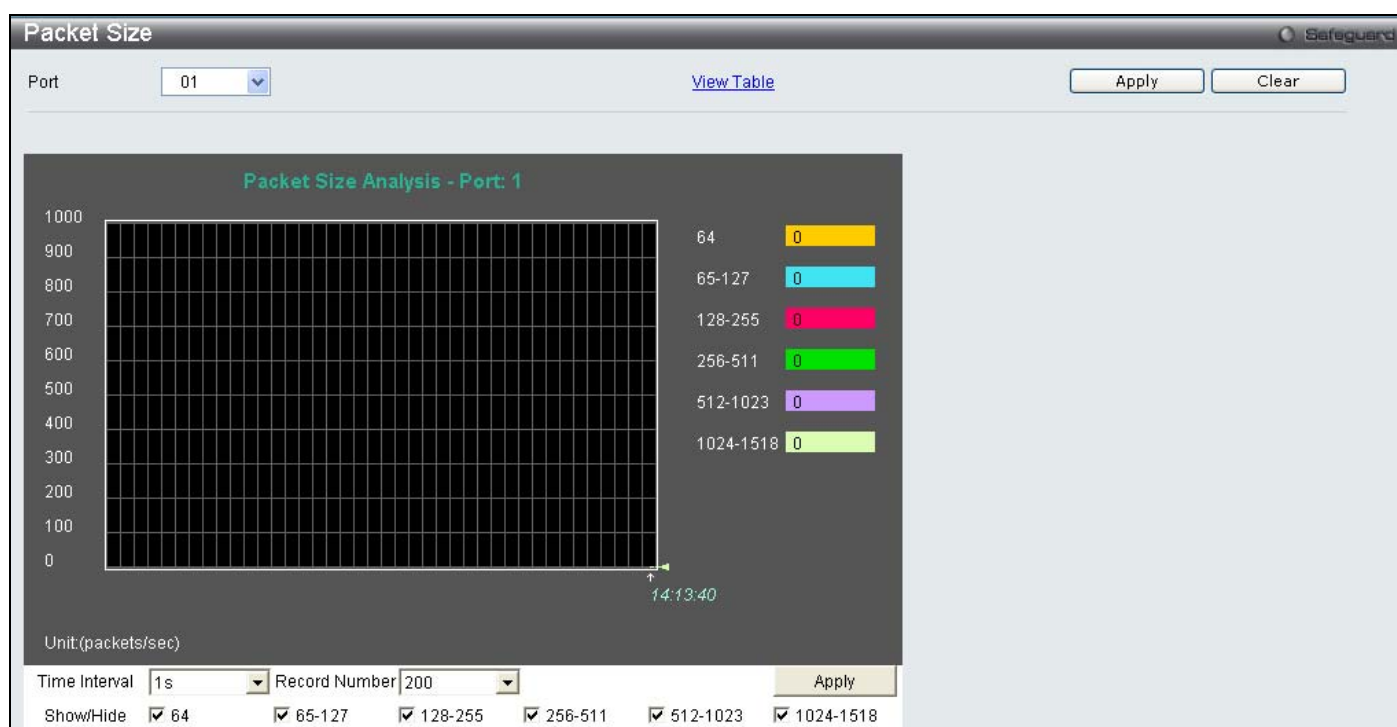 Packet Size
Safeguard
Port 01 View Table Apply Clear
Packet Size Analysis - Port: 1
1000
900
800
700
600
500
400
300
200
100
0
64 0
65-127 0
128-255 0
256-511 0
512-1023 0
1024-1518 0
14:13:40
Unit:(packets/sec)
Time Interval 1s Record Number 200 Apply
Show/Hide 64 65-127 128-255 256-511 512-1023 1024-1518